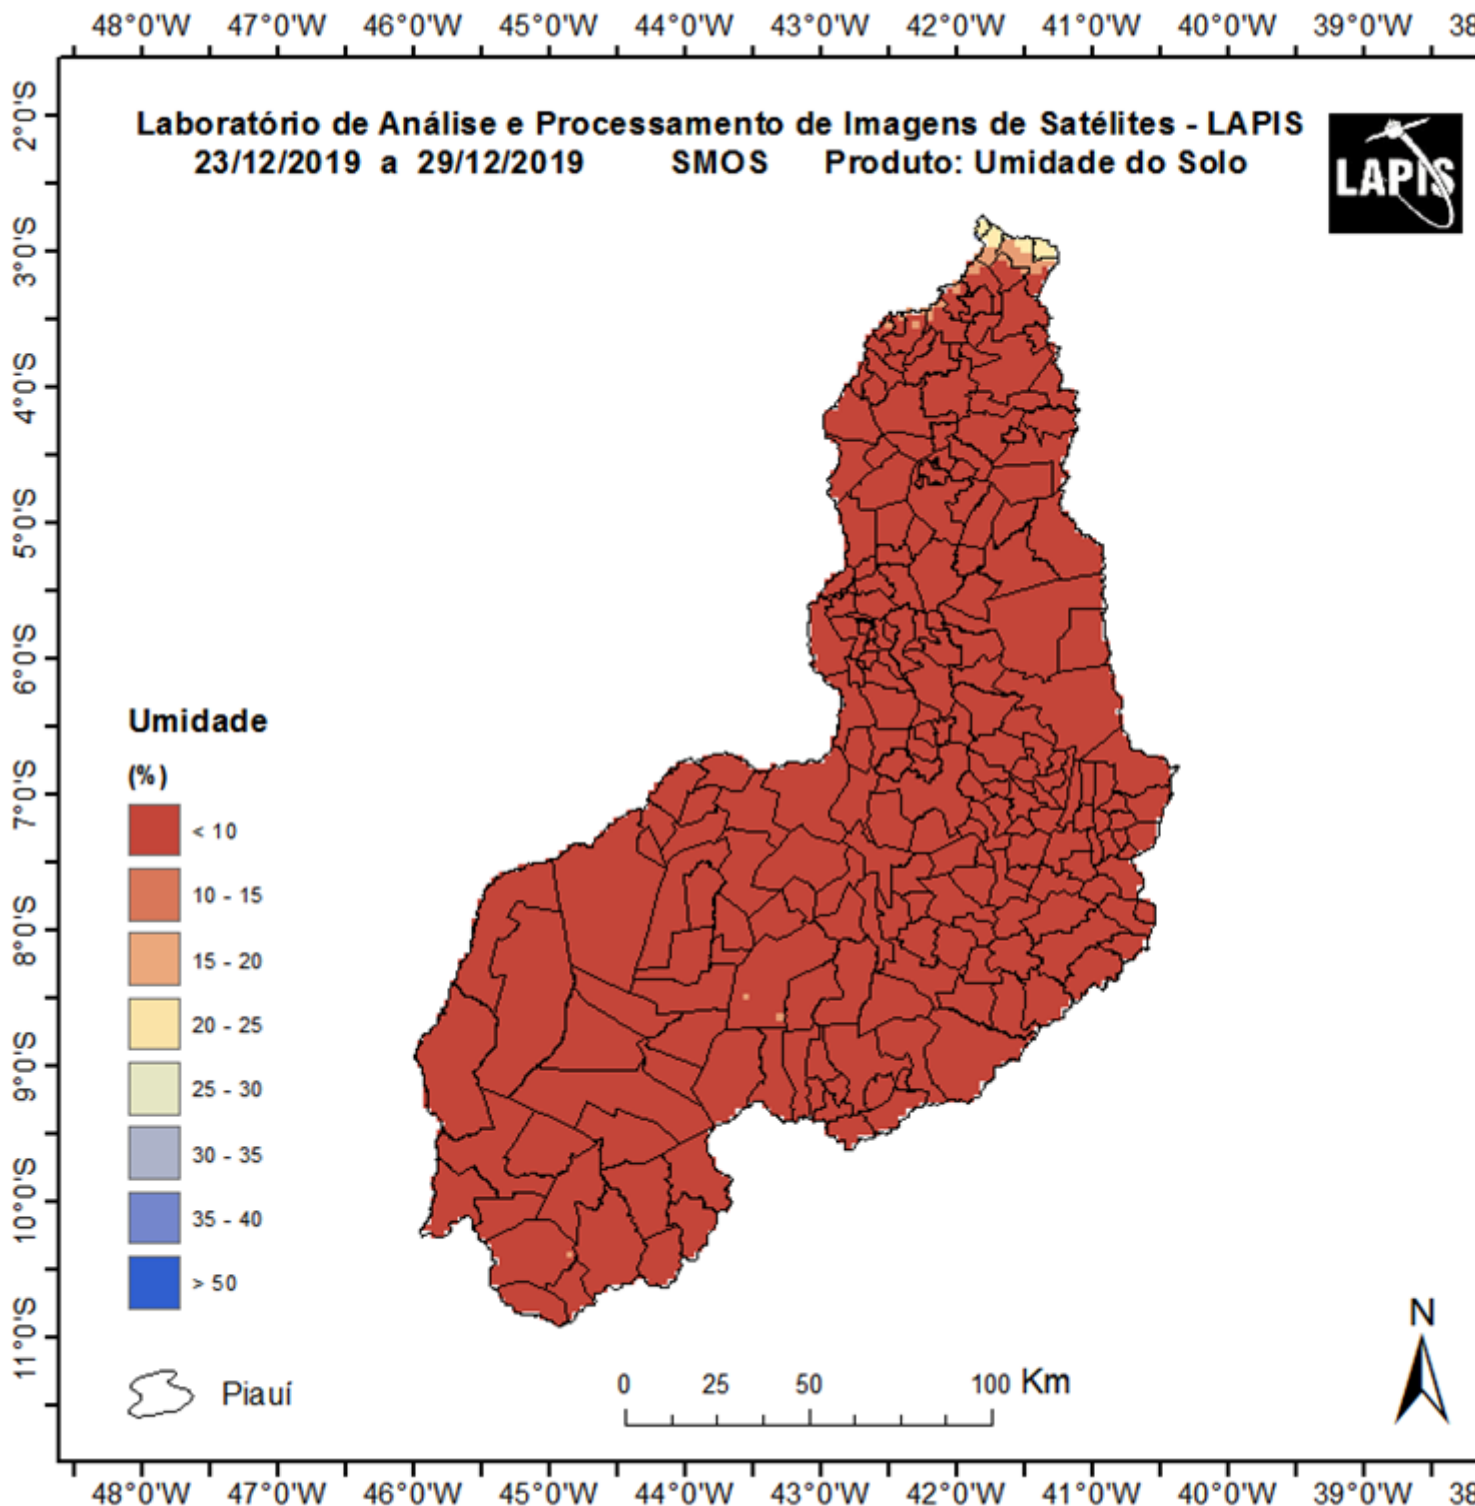 48°0'W 47°0'W 46°0'W 45°0'W 44°0'W 43°0'W 42°0'W 41°0'W 40°0'W 39°0'W 38
Laboratório de Análise e Processamento de Imagens de Satélites - LAPIS
23/12/2019 a 29/12/2019 SMOS Produto: Umidade do Solo
LAPIS
2°0'S
3°0'S
4°0'S
5°0'S
6°0'S
7°0'S
8°0'S
9°0'S
10°0'S
11°0'S
Umidade
(%)
< 10
10 - 15
15 - 20
20 - 25
25 - 30
30 - 35
35 - 40
> 50
Piauí
0 25 50 100 Km
N
48°0'W 47°0'W 46°0'W 45°0'W 44°0'W 43°0'W 42°0'W 41°0'W 40°0'W 39°0'W 38